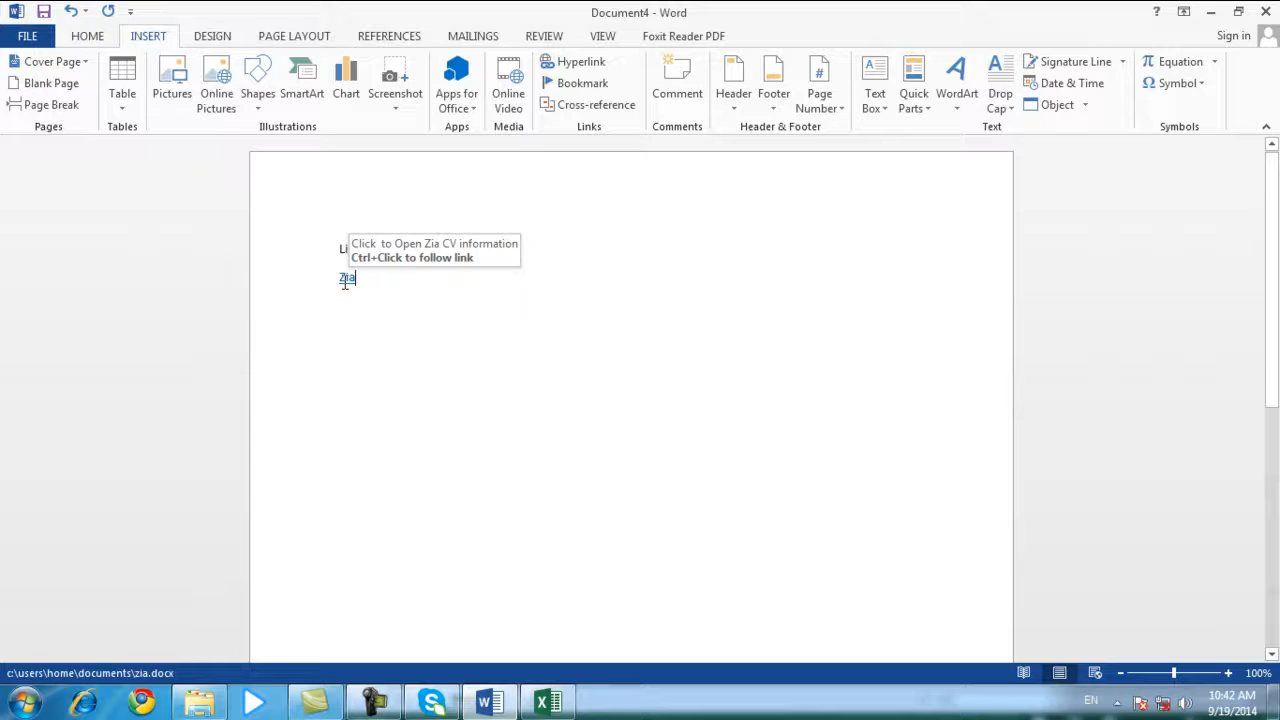 Document4 - Word
Sign in
FILE HOME INSERT DESIGN PAGE LAYOUT REFERENCES MAILINGS REVIEW VIEW Foxit Reader PDF
Cover Page
Blank Page
Page Break
Pages
Table
Tables
Pictures
Online Pictures
Shapes
SmartArt
Chart
Screenshot
Illustrations
Apps for Office
Apps
Online Video
Media
Hyperlink
Bookmark
Cross-reference
Links
Comment
Comments
Header
Footer
Page Number
Header & Footer
Text Box
Quick Parts
WordArt
Drop Cap
Signature Line
Date & Time
Object
Text
Equation
Symbol
Symbols
Li
Click to Open Zia CV information
Ctrl+Click to follow link
Zia
c:\users\home\documents\zia.docx
100%
EN
10:42 AM
9/19/2014